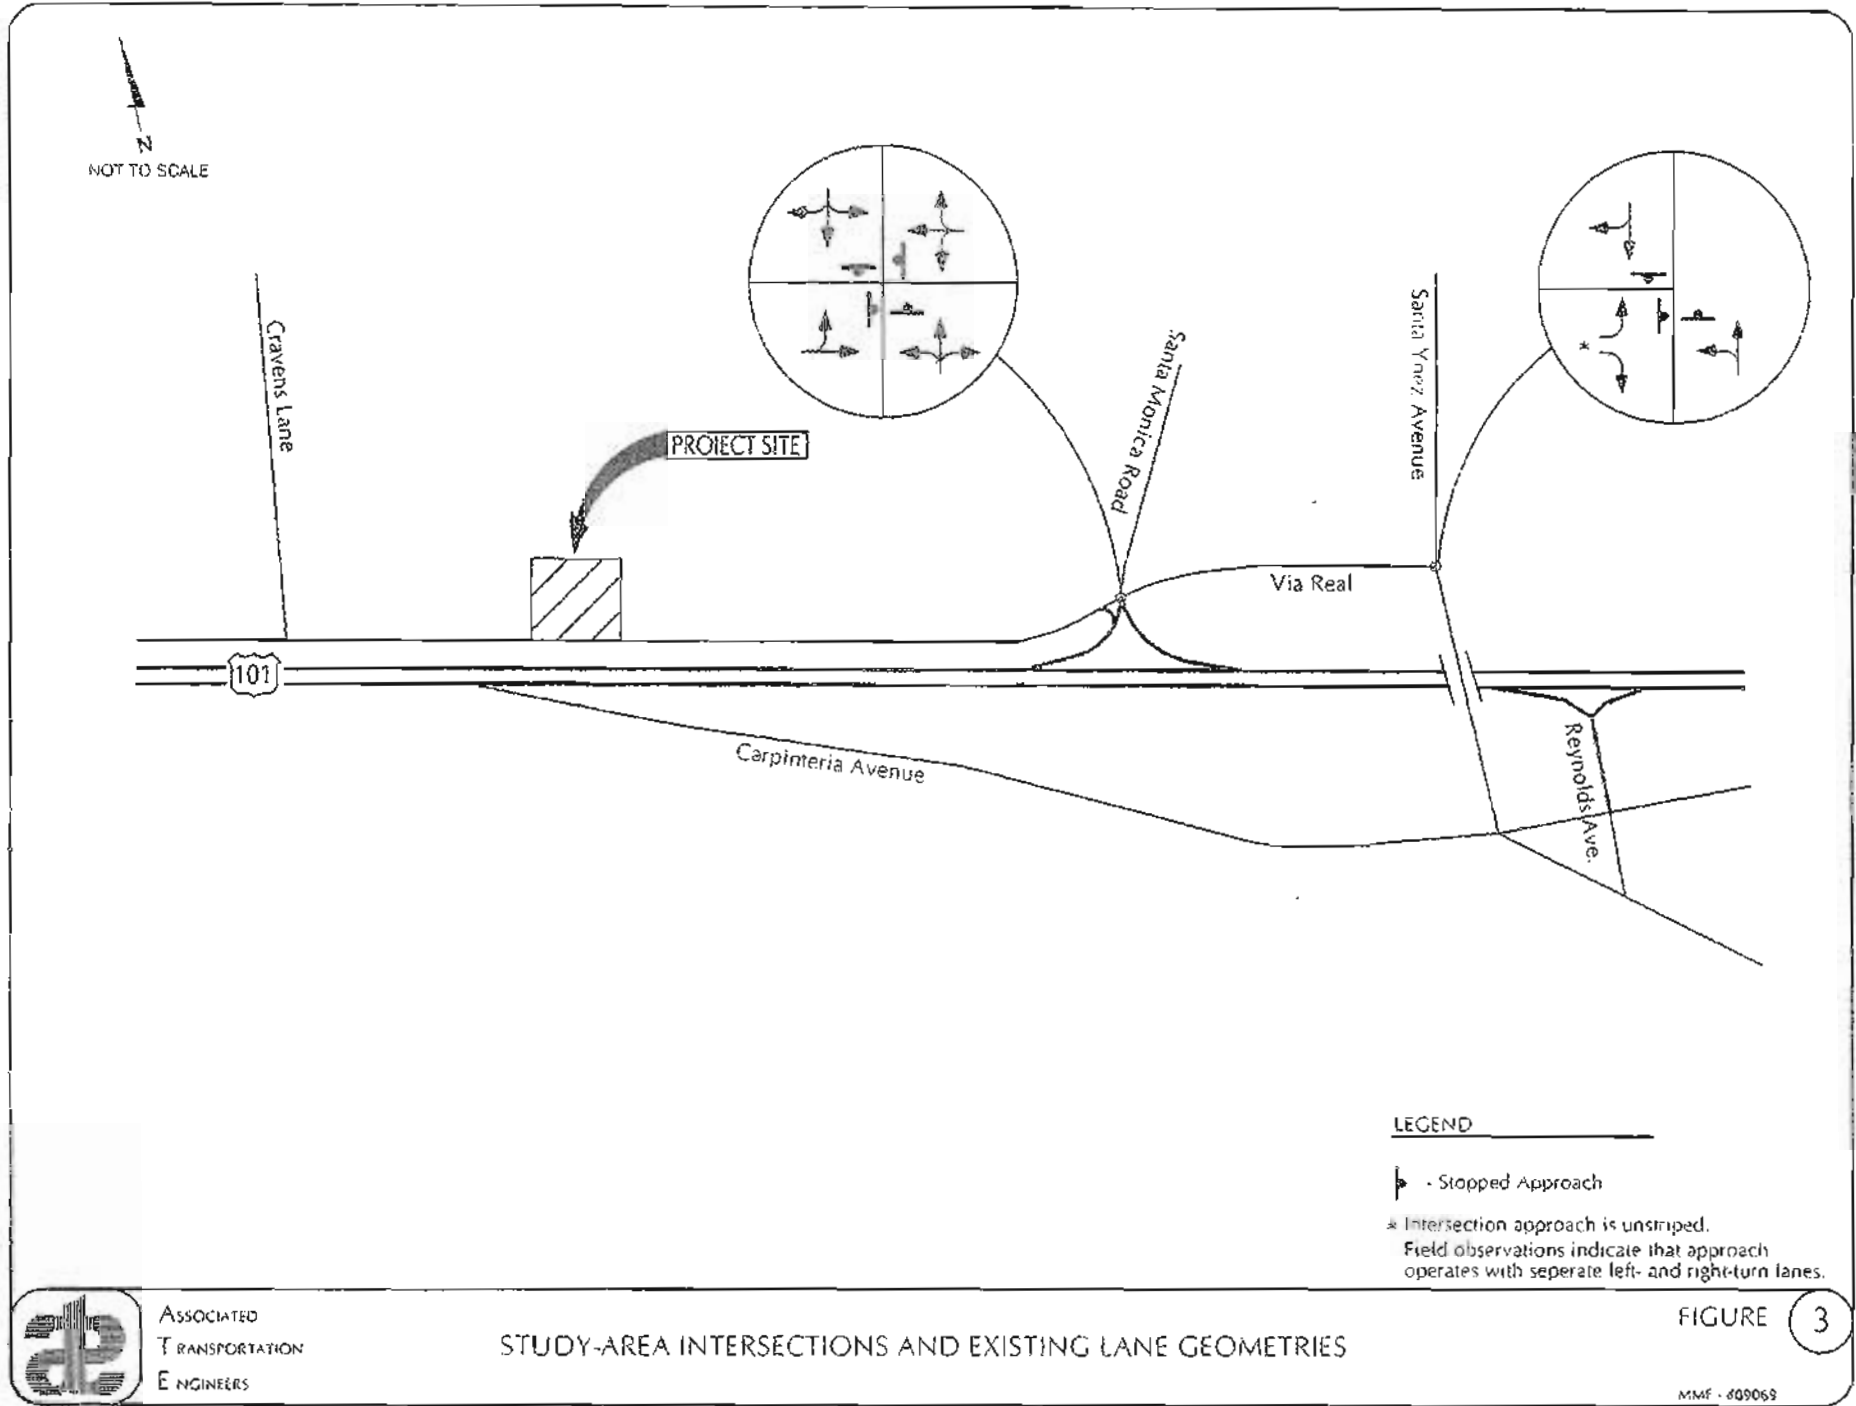 N
NOT TO SCALE
Cravens Lane
PROJECT SITE
Santa Monica Road
Santa Ynez Avenue
*
Via Real
101
Carpinteria Avenue
Reynolds Ave.
LEGEND
- Stopped Approach
* Intersection approach is unstriped.
Field observations indicate that approach
operates with seperate left- and right-turn lanes.
ASSOCIATED
TRANSPORTATION
ENGINEERS
STUDY-AREA INTERSECTIONS AND EXISTING LANE GEOMETRIES
FIGURE 3
MMF - #09069